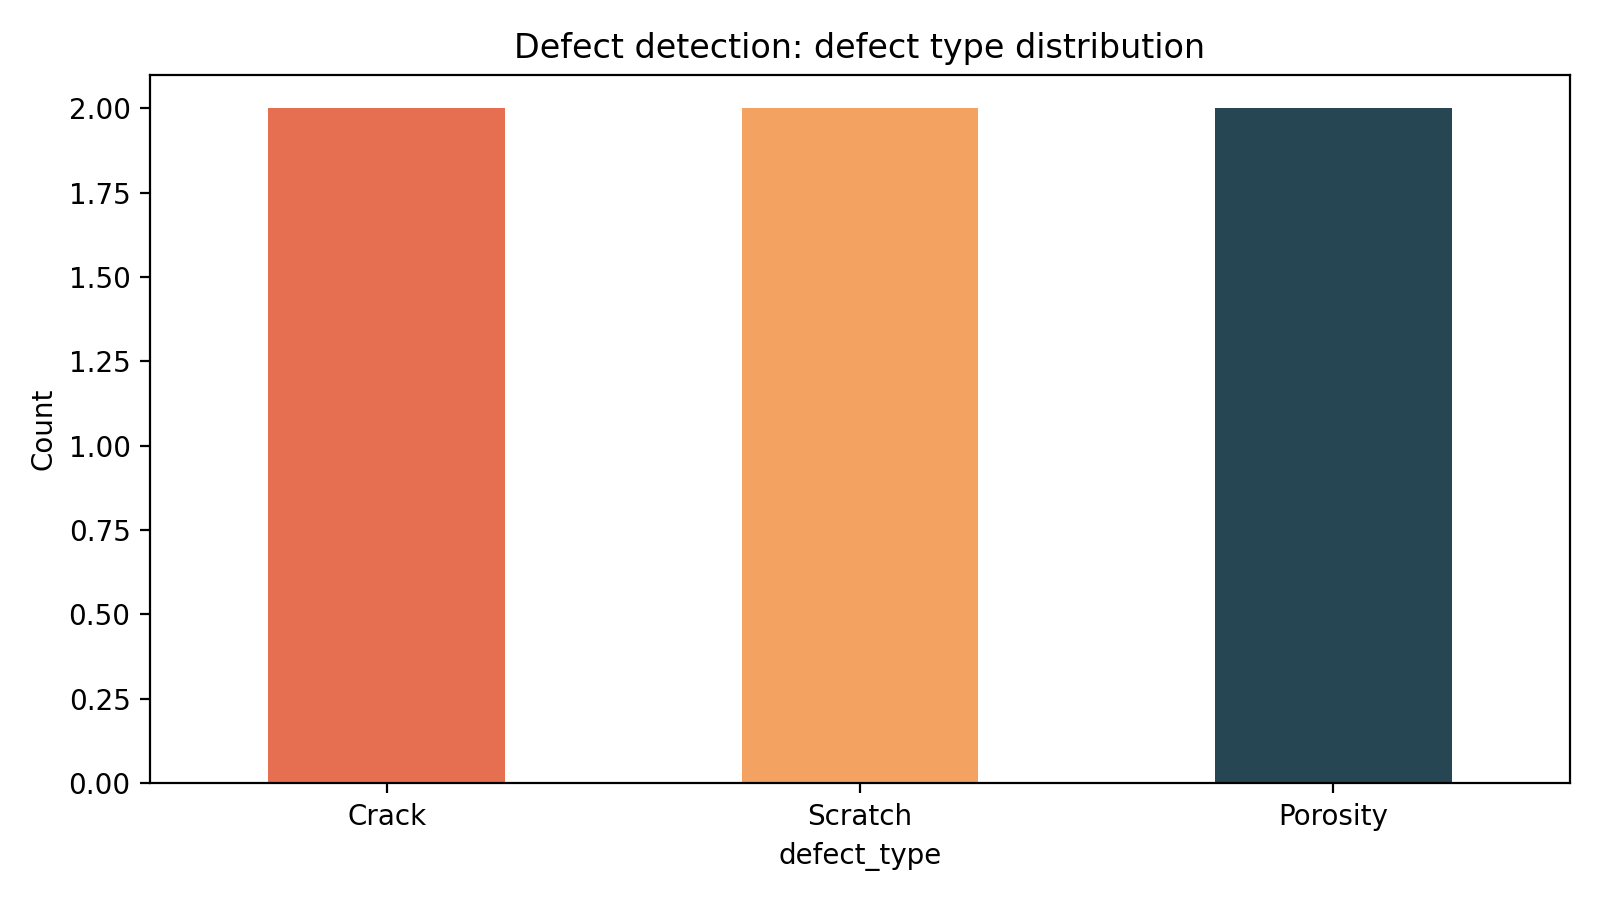 Defect detection: defect type distribution
Count
2.00
1.75
1.50
1.25
1.00
0.75
0.50
0.25
0.00
Crack Scratch Porosity
defect_type